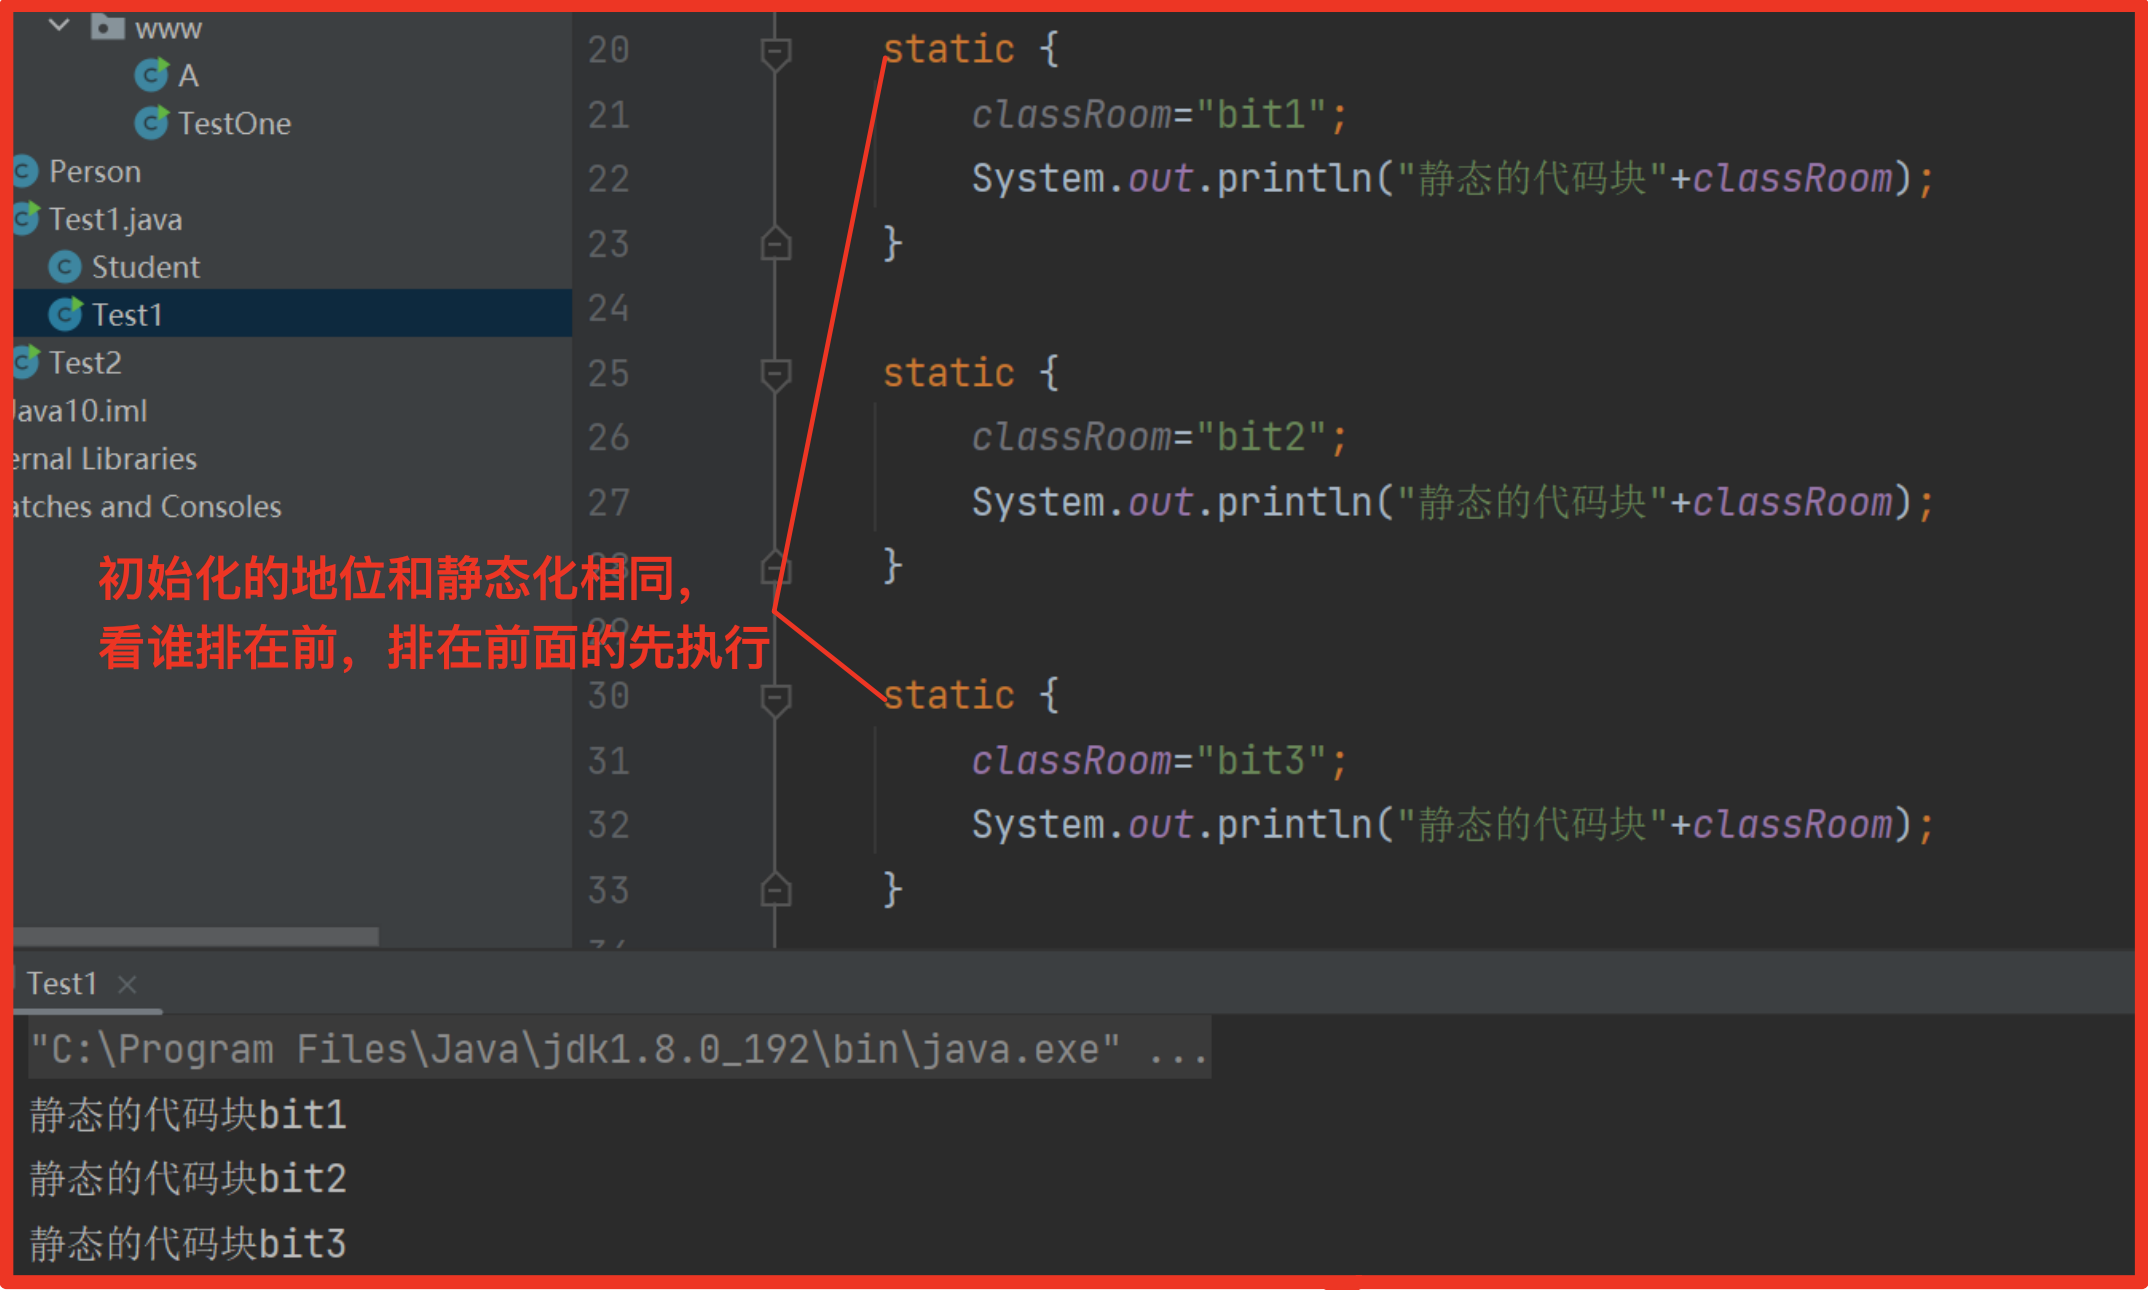 www
A
TestOne
Person
Test1.java
Student
Test1
Test2
Java10.iml
ernal Libraries
atches and Consoles
20 static {
21 classRoom="bit1";
22 System.out.println("静态的代码块"+classRoom);
23 }
24
25 static {
26 classRoom="bit2";
27 System.out.println("静态的代码块"+classRoom);
28 }
29
30 static {
31 classRoom="bit3";
32 System.out.println("静态的代码块"+classRoom);
33 }
初始化的地位和静态化相同，
看谁排在前，排在前面的先执行
Test1
"C:\Program Files\Java\jdk1.8.0_192\bin\java.exe" ...
静态的代码块bit1
静态的代码块bit2
静态的代码块bit3